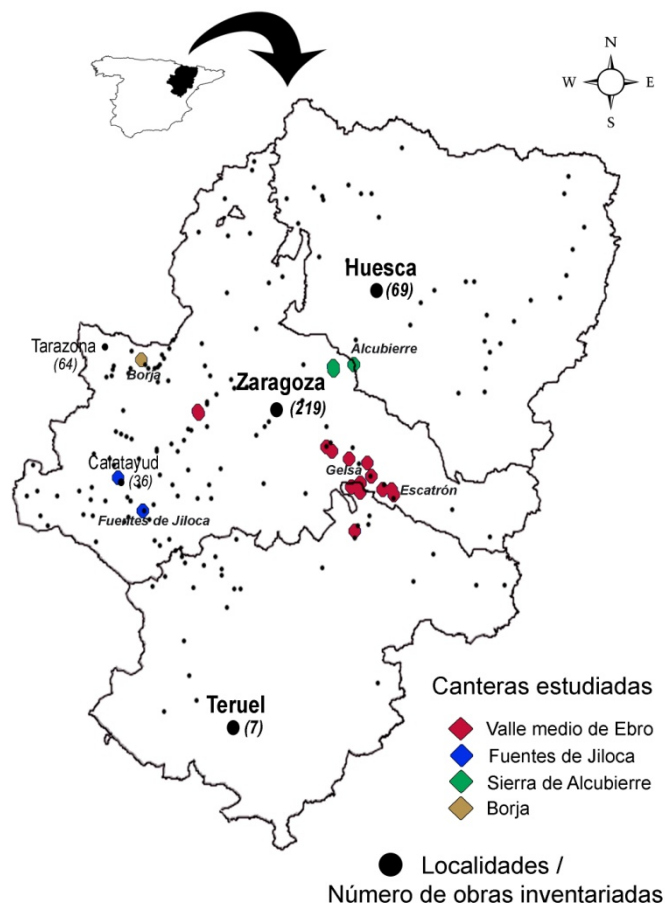 N
W E
S
Huesca
(69)
Tarazona
(64)
Borja
Alcubierre
Zaragoza
(219)
Calatayud
(36)
Gelsa
Escatrón
Fuentes de Jiloca
Teruel
(7)
Canteras estudiadas
Valle medio de Ebro
Fuentes de Jiloca
Sierra de Alcubierre
Borja
Localidades /
Número de obras inventariadas